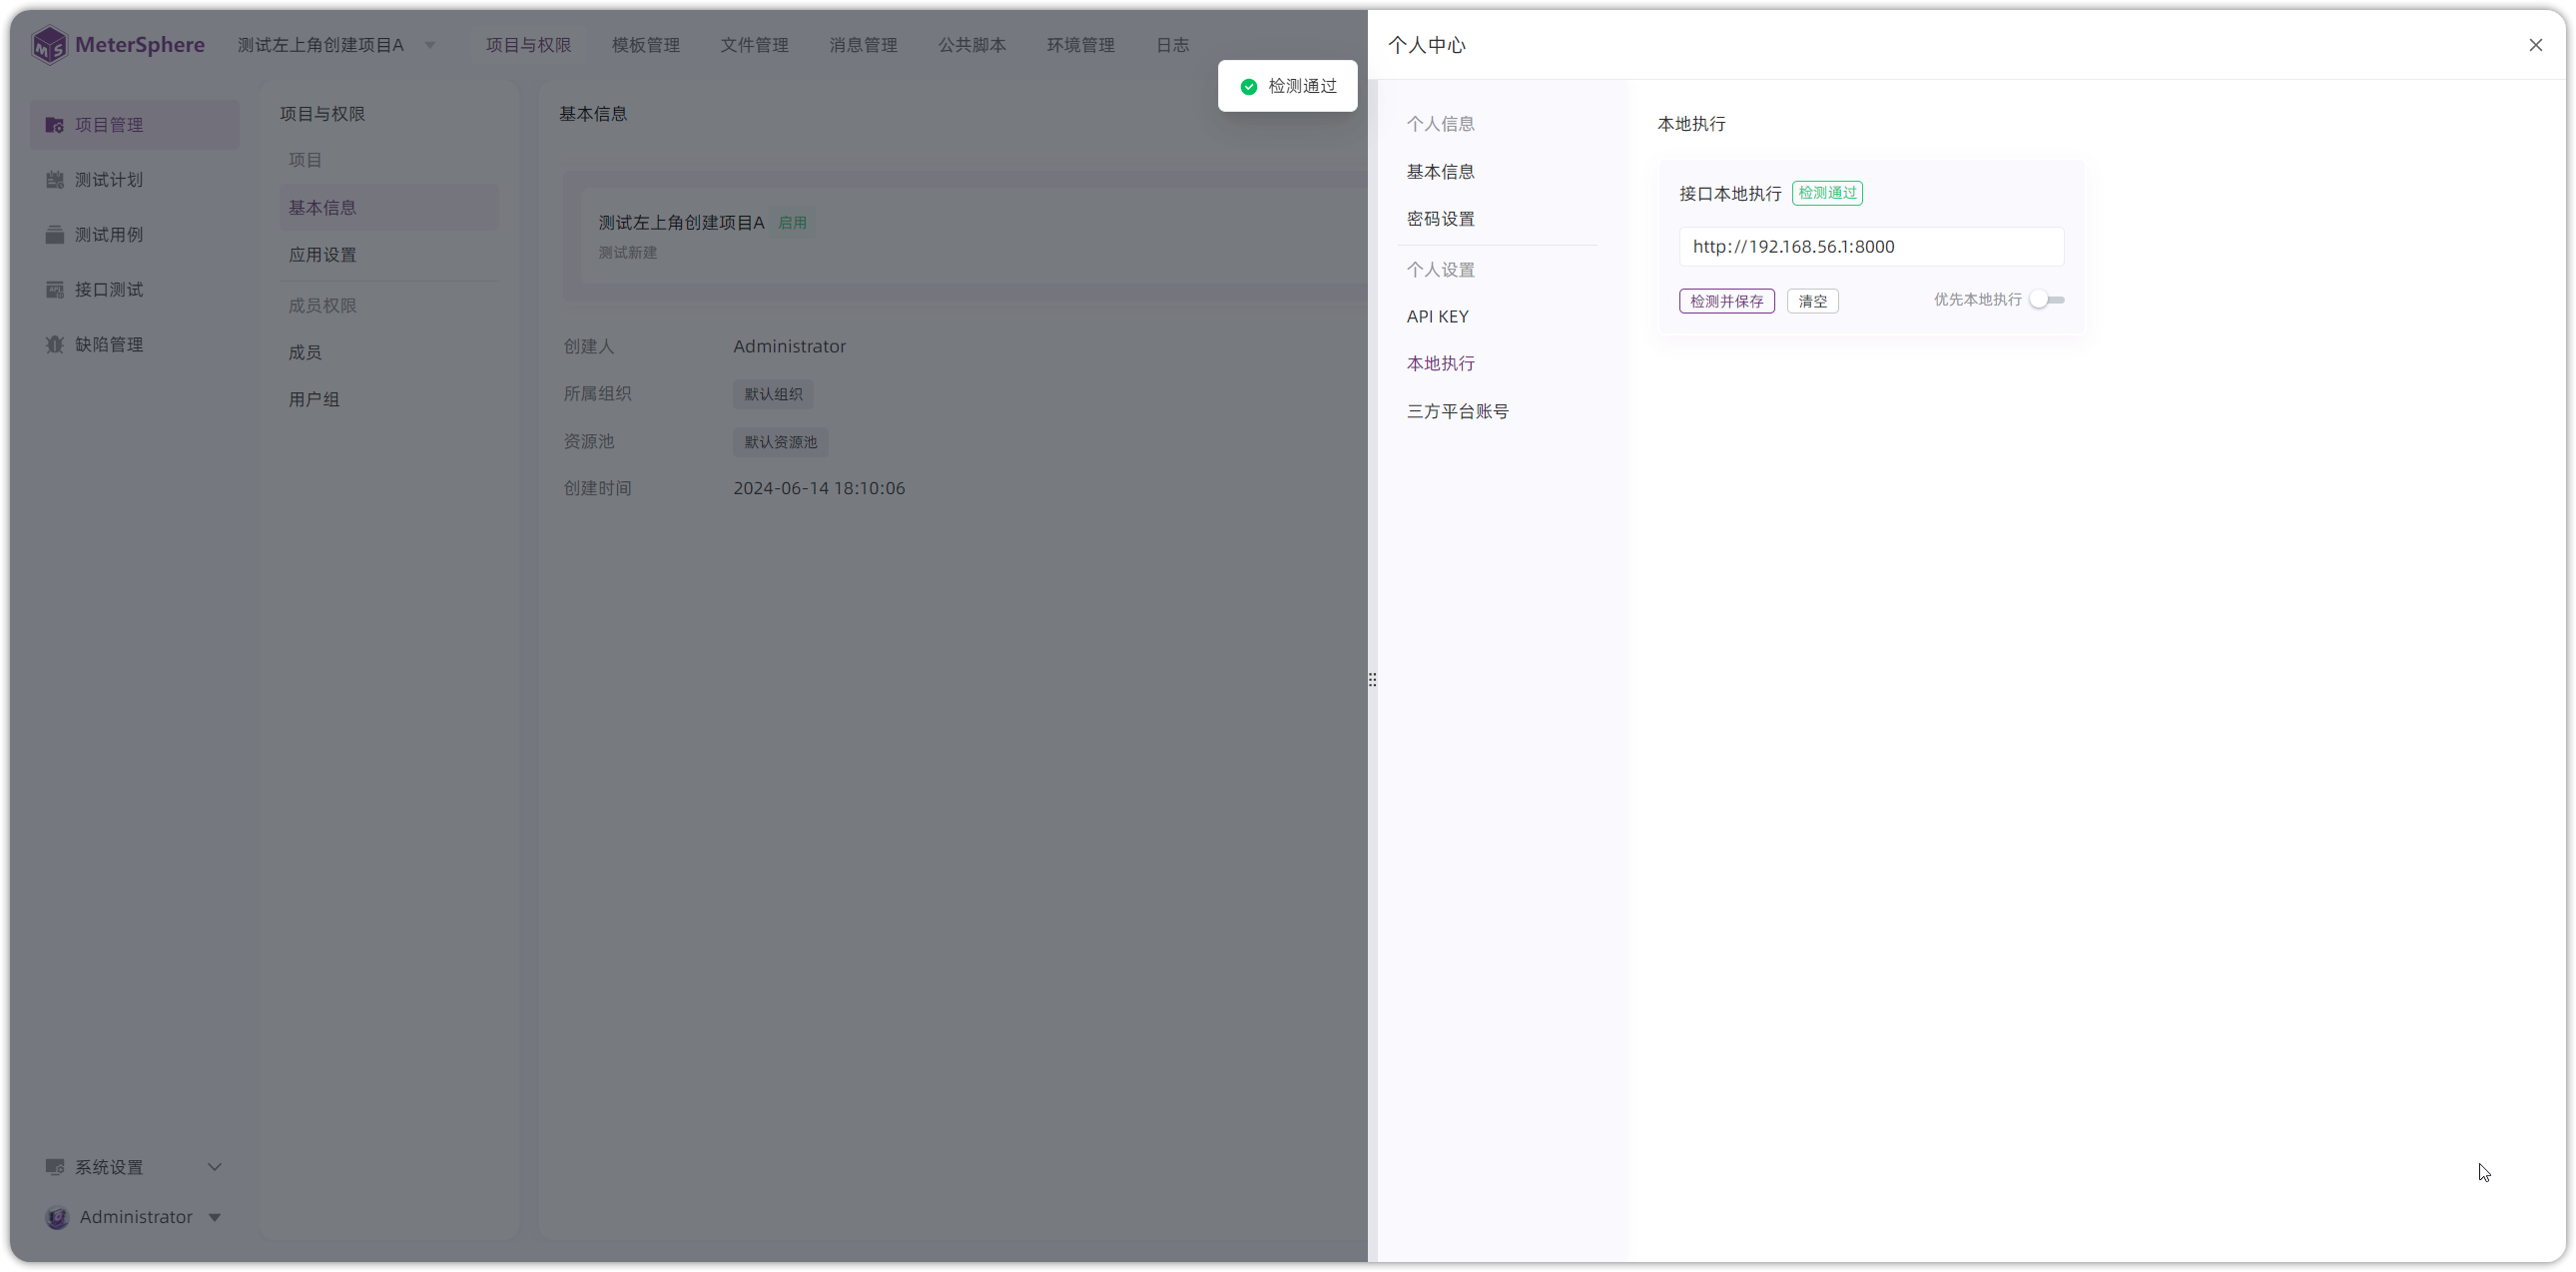 MeterSphere
测试左上角创建项目A
项目与权限
模板管理
文件管理
消息管理
公共脚本
环境管理
日志
项目管理
测试计划
测试用例
接口测试
缺陷管理
系统设置
Administrator
项目与权限
项目
基本信息
应用设置
成员权限
成员
用户组
基本信息
测试左上角创建项目A 启用
测试新建
创建人 Administrator
所属组织 默认组织
资源池 默认资源池
创建时间 2024-06-14 18:10:06
检测通过
个人中心
个人信息
基本信息
密码设置
个人设置
API KEY
本地执行
三方平台账号
本地执行
接口本地执行 检测通过
http://192.168.56.1:8000
检测并保存 清空 优先本地执行